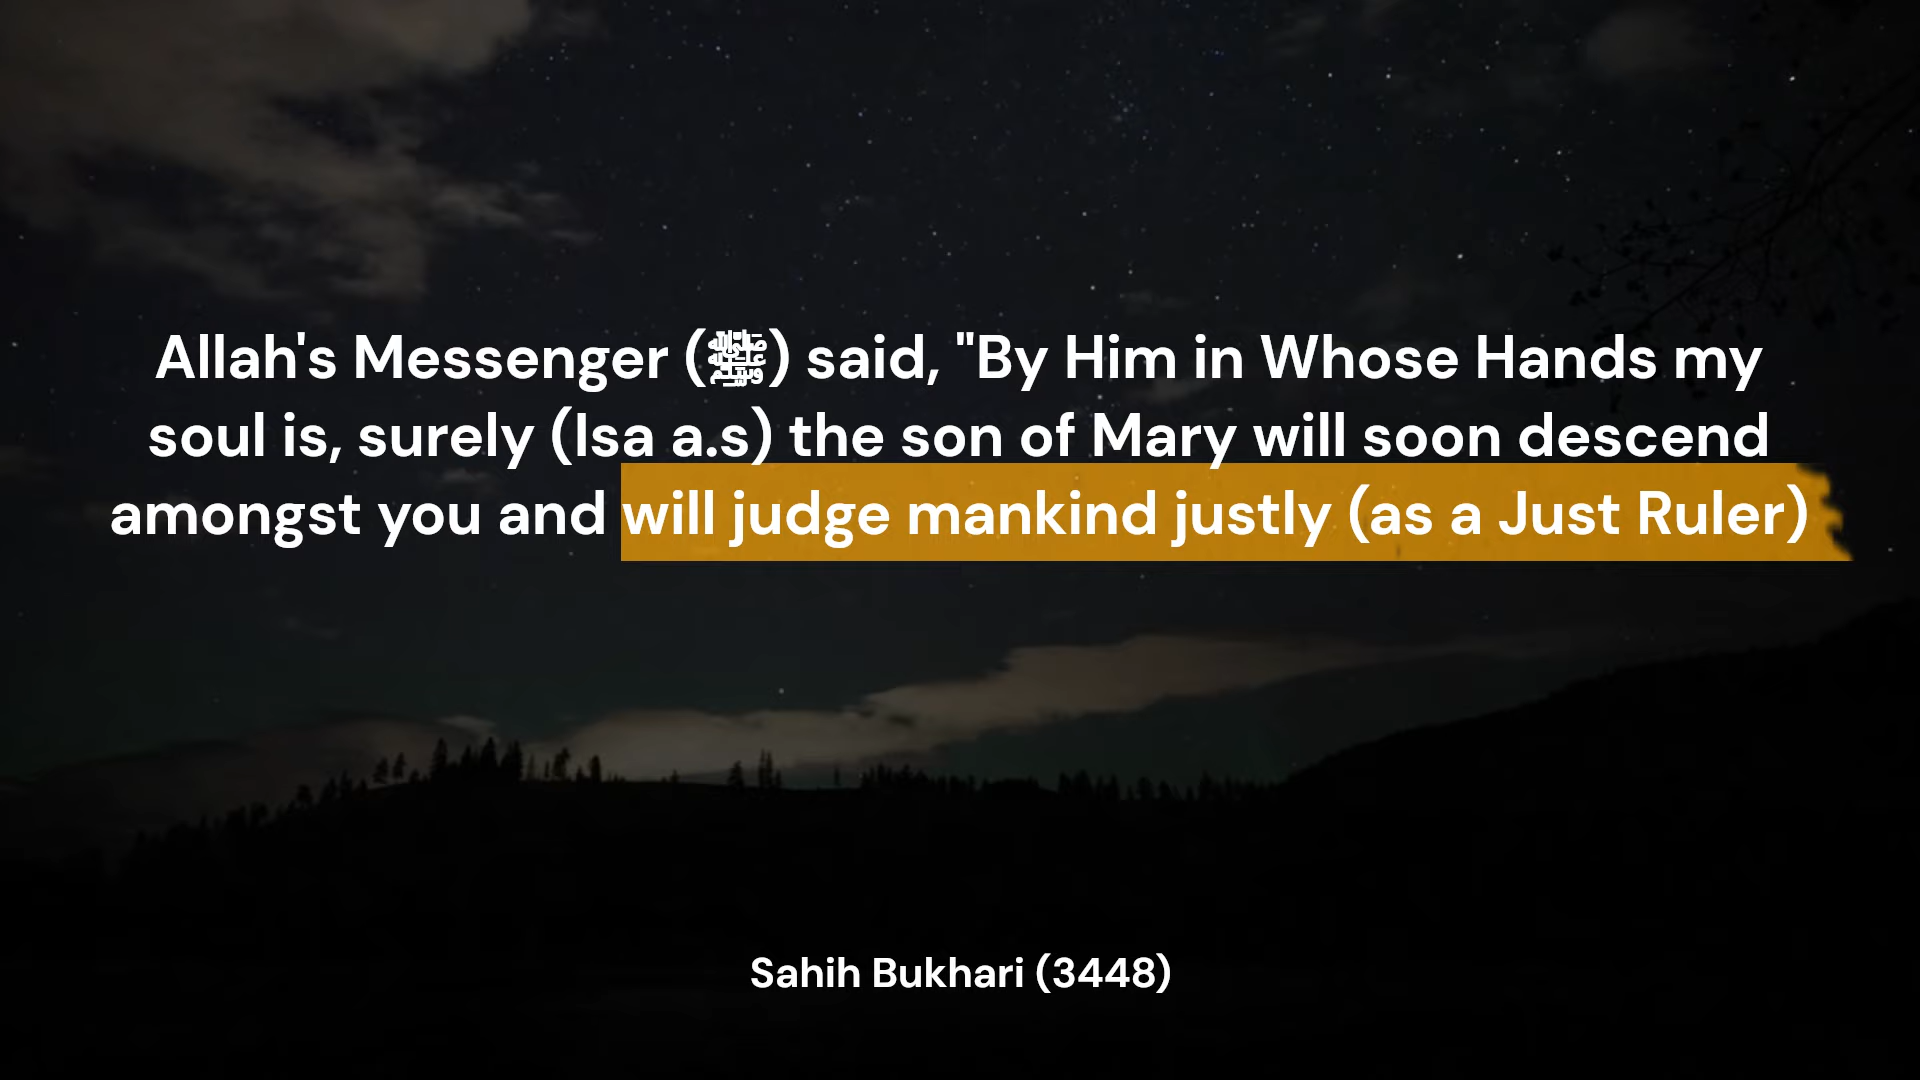 Allah's Messenger (ﷺ) said, "By Him in Whose Hands my
soul is, surely (Isa a.s) the son of Mary will soon descend
amongst you and will judge mankind justly (as a Just Ruler)
Sahih Bukhari (3448)